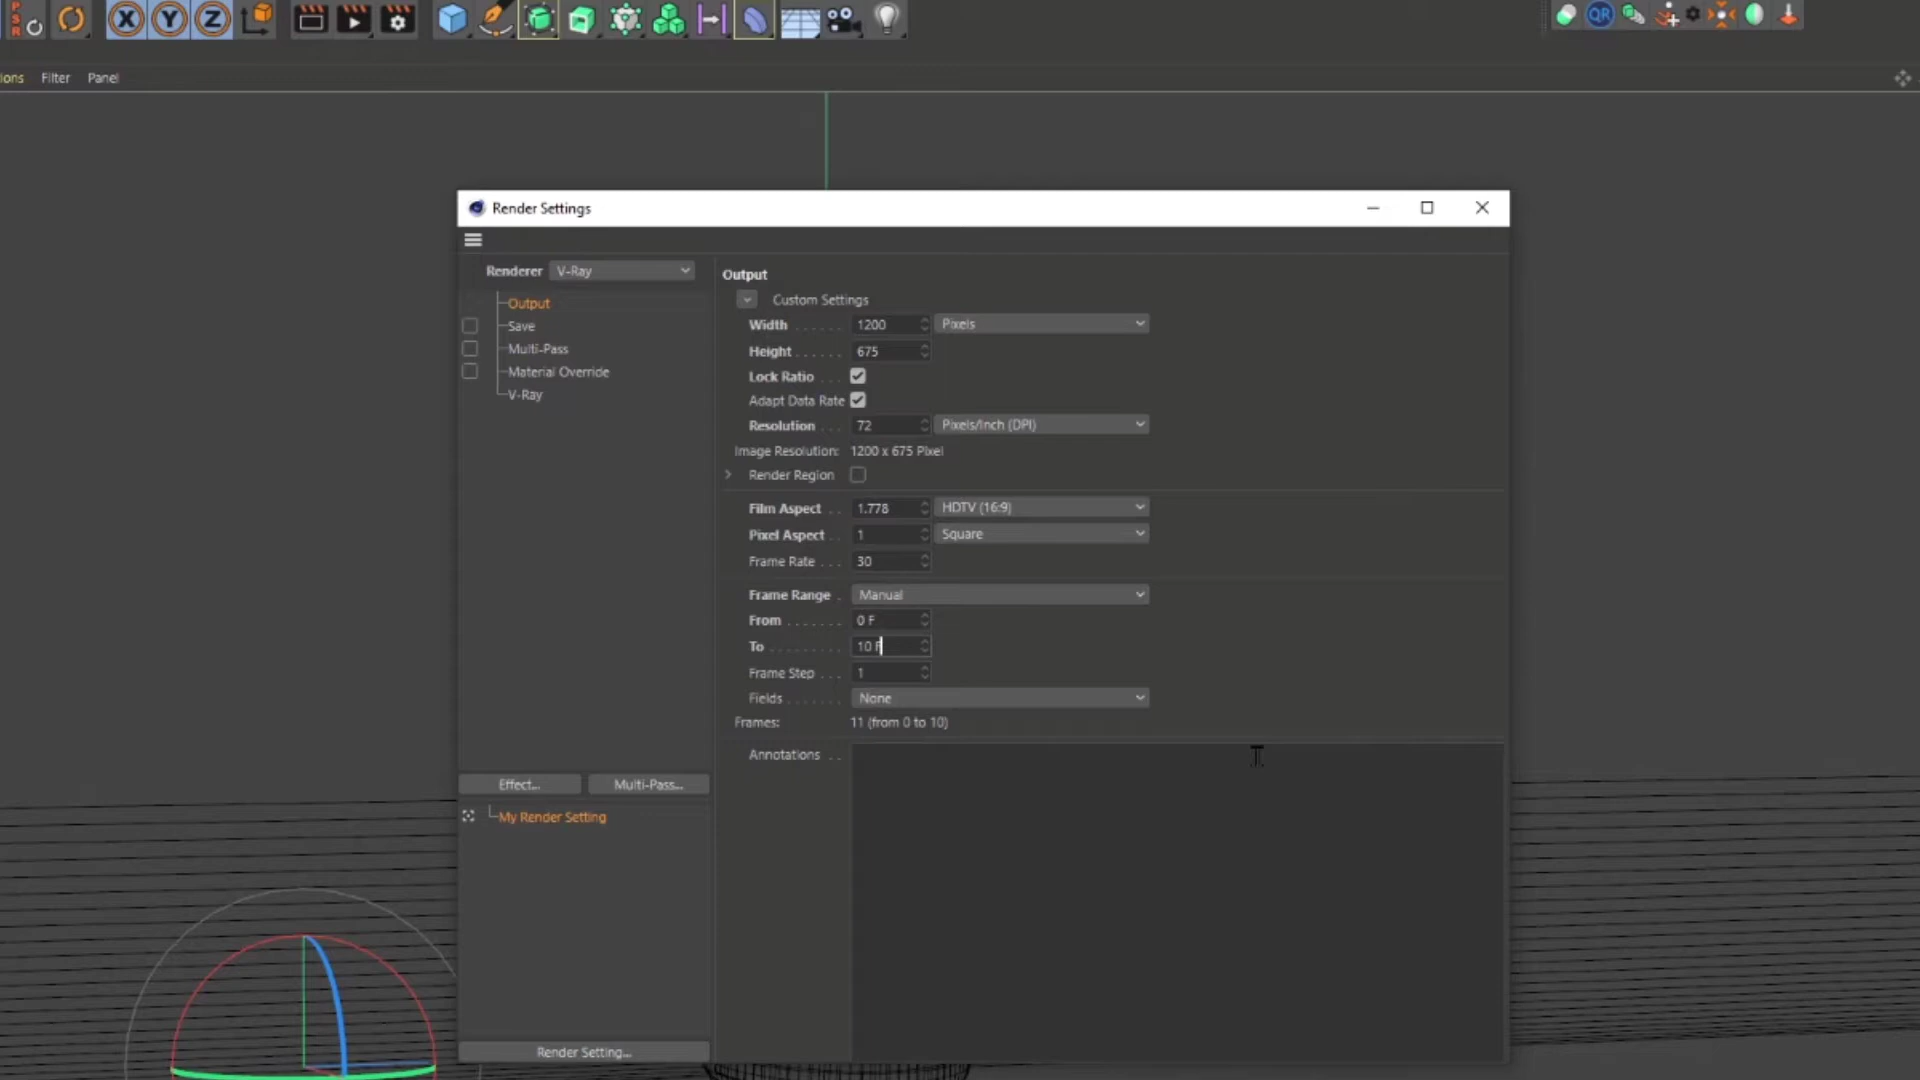 PSR X Y Z QR
ions Filter Panel
Render Settings
Renderer V-Ray
Output
Save
Multi-Pass
Material Override
V-Ray
Effect... Multi-Pass...
My Render Setting
Render Setting...
Output
Custom Settings
Width ...... 1200 Pixels
Height ...... 675
Lock Ratio ...
Adapt Data Rate
Resolution ... 72 Pixels/Inch (DPI)
Image Resolution: 1200 x 675 Pixel
Render Region
Film Aspect .. 1.778 HDTV (16:9)
Pixel Aspect .. 1 Square
Frame Rate ... 30
Frame Range . Manual
From ....... 0 F
To ......... 10 F
Frame Step ... 1
Fields ....... None
Frames: 11 (from 0 to 10)
Annotations ..